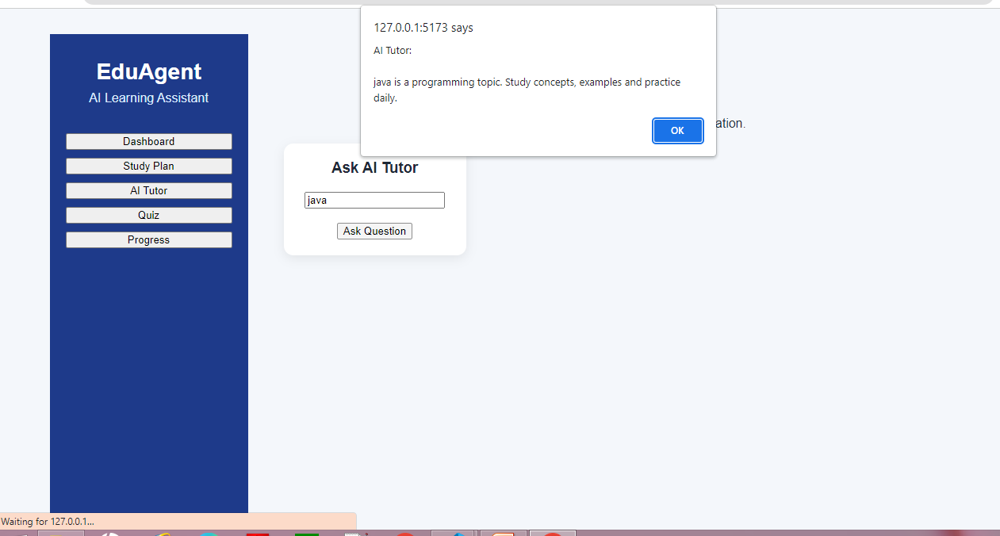 127.0.0.1:5173 says
AI Tutor:
java is a programming topic. Study concepts, examples and practice
daily.
OK
EduAgent
AI Learning Assistant
Dashboard
Study Plan
AI Tutor
Quiz
Progress
ation.
Ask AI Tutor
java
Ask Question
Waiting for 127.0.0.1...